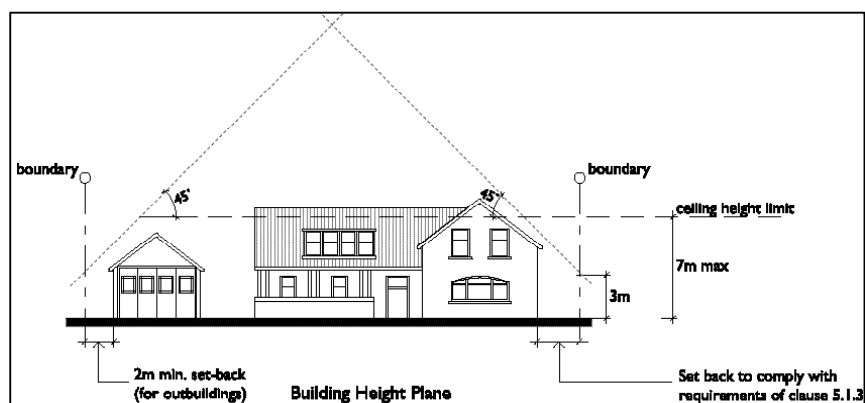 boundary
boundary
45°
45°
ceiling height limit
7m max
3m
2m min. set-back
(for outbuildings)
Building Height Plane
Set back to comply with
requirements of clause 5.1.3